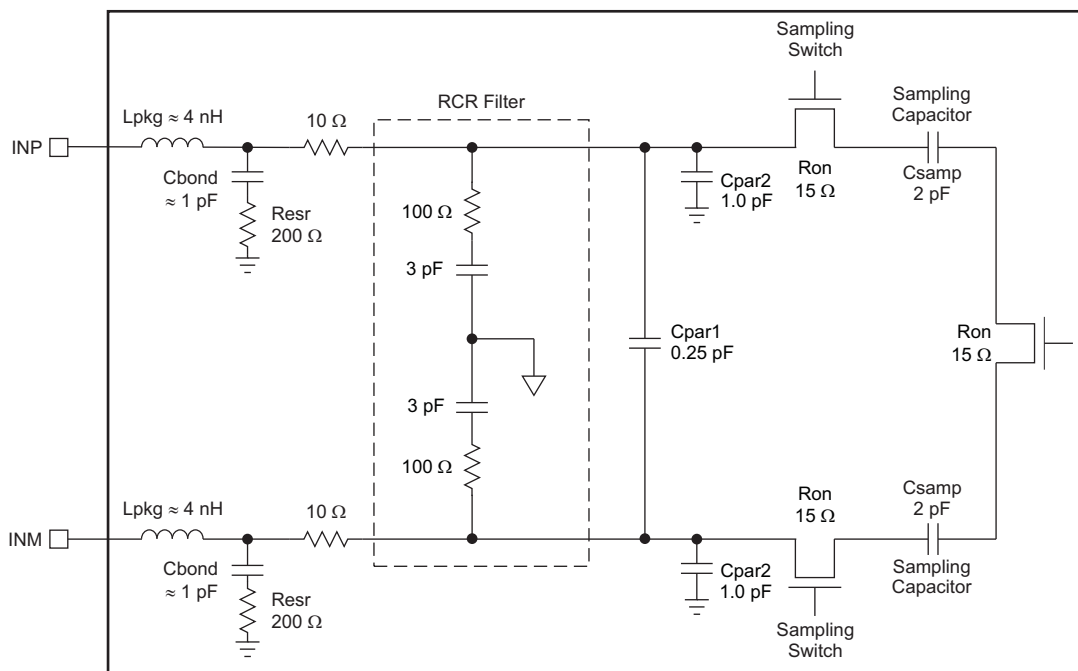 Sampling
Switch
Lpkg ≈ 4 nH
10 Ω
RCR Filter
Sampling
Capacitor
INP
Cbond
≈ 1 pF
Resr
200 Ω
100 Ω
3 pF
Cpar2
1.0 pF
Ron
15 Ω
Csamp
2 pF
Cpar1
0.25 pF
Ron
15 Ω
3 pF
100 Ω
Lpkg ≈ 4 nH
10 Ω
Ron
15 Ω
Csamp
2 pF
INM
Cbond
≈ 1 pF
Resr
200 Ω
Cpar2
1.0 pF
Sampling
Capacitor
Sampling
Switch